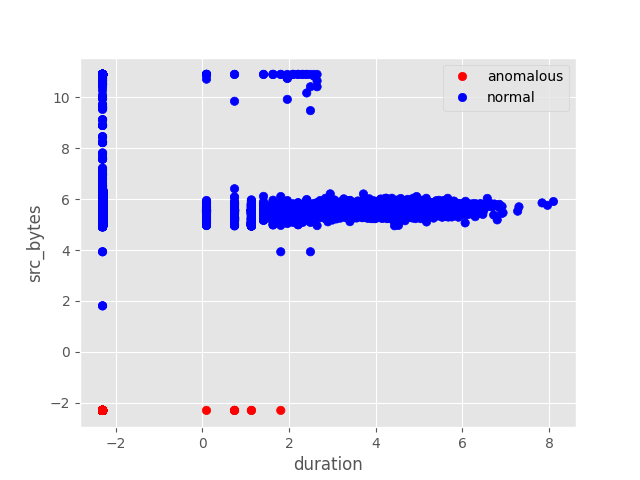 anomalous
normal
10
8
6
4
2
0
−2
src_bytes
−2 0 2 4 6 8
duration